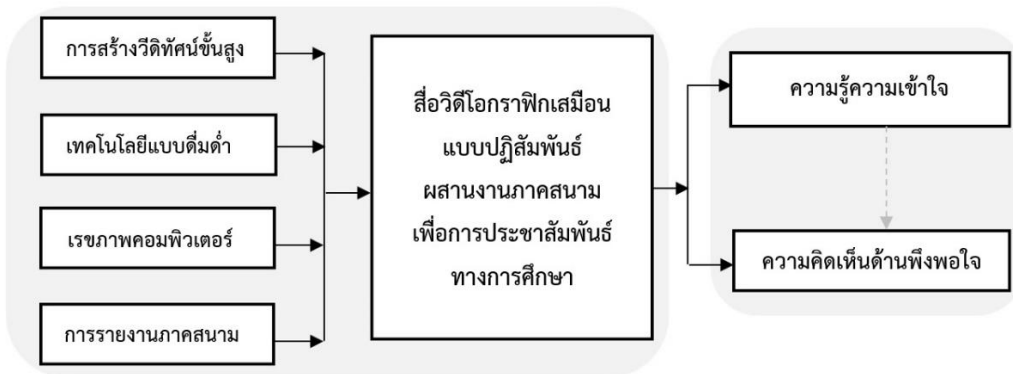 การสร้างวีดิทัศน์ขั้นสูง
เทคโนโลยีแบบดื่มด่ำ
เรขภาพคอมพิวเตอร์
การรายงานภาคสนาม
สื่อวิดีโอกราฟิกเสมือน
แบบปฏิสัมพันธ์
ผสานงานภาคสนาม
เพื่อการประชาสัมพันธ์
ทางการศึกษา
ความรู้ความเข้าใจ
ความคิดเห็นด้านพึงพอใจ